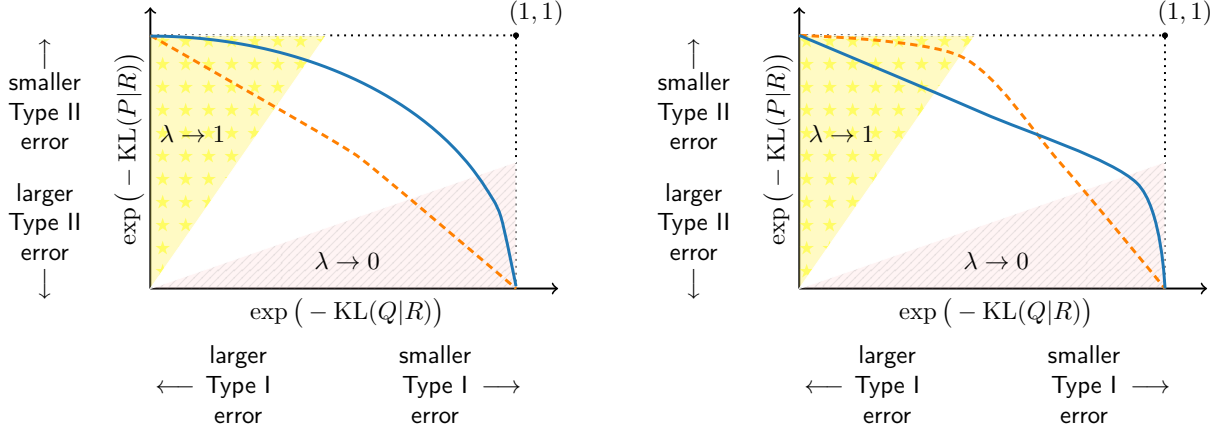 (1, 1)
↑
smaller
Type II
error
larger
Type II
error
↓
exp ( − KL(P|R))
λ → 1
λ → 0
exp ( − KL(Q|R))
larger
← Type I
error
smaller
Type I →
error
(1, 1)
↑
smaller
Type II
error
larger
Type II
error
↓
exp ( − KL(P|R))
λ → 1
λ → 0
exp ( − KL(Q|R))
larger
← Type I
error
smaller
Type I →
error